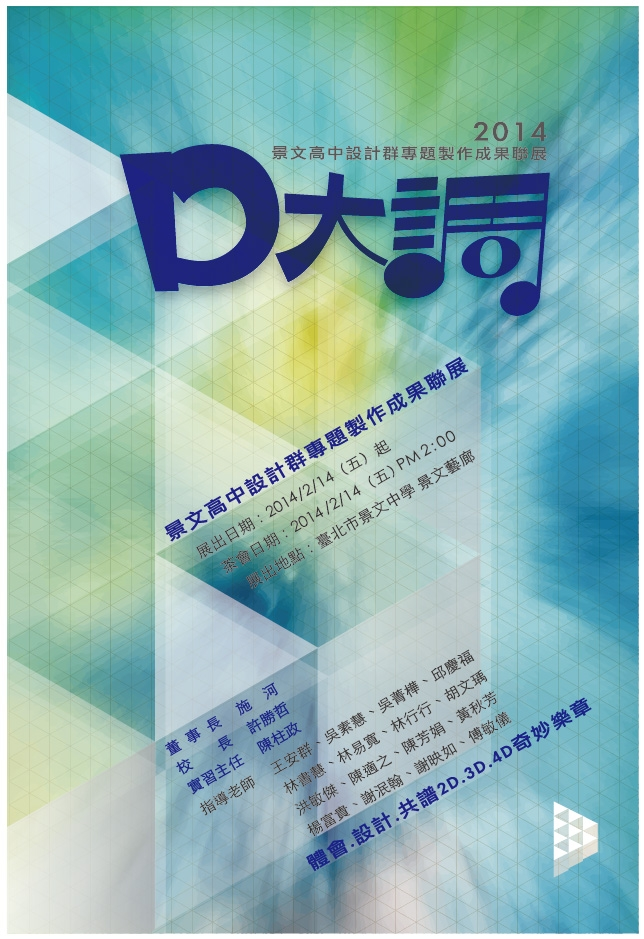 2014
景文高中設計群專題製作成果聯展
D大調
景文高中設計群專題製作成果聯展
展出日期：2014/2/14（五）起
茶會日期：2014/2/14（五）PM2:00
展出地點：臺北市景文中學 景文藝廊
董事長 施河
校長 許勝哲
實習主任 陳柱政
指導老師 王安群、吳素慧、吳菁樺、邱慶福
林書慧、林易寬、林行行、胡文瑀
洪敏傑、陳適之、陳芳娟、黃秋芳
楊富貴、謝泯翰、謝映如、傅敏儀
體會.設計.共譜2D.3D.4D奇妙樂章